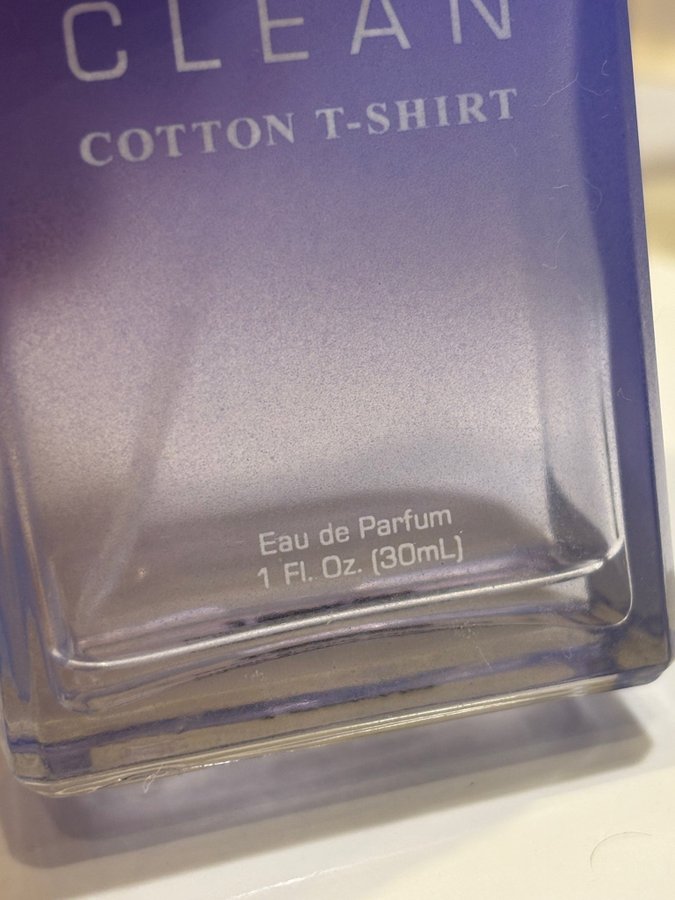 CLEAN
COTTON T-SHIRT
Eau de Parfum
1 Fl. Oz. (30mL)